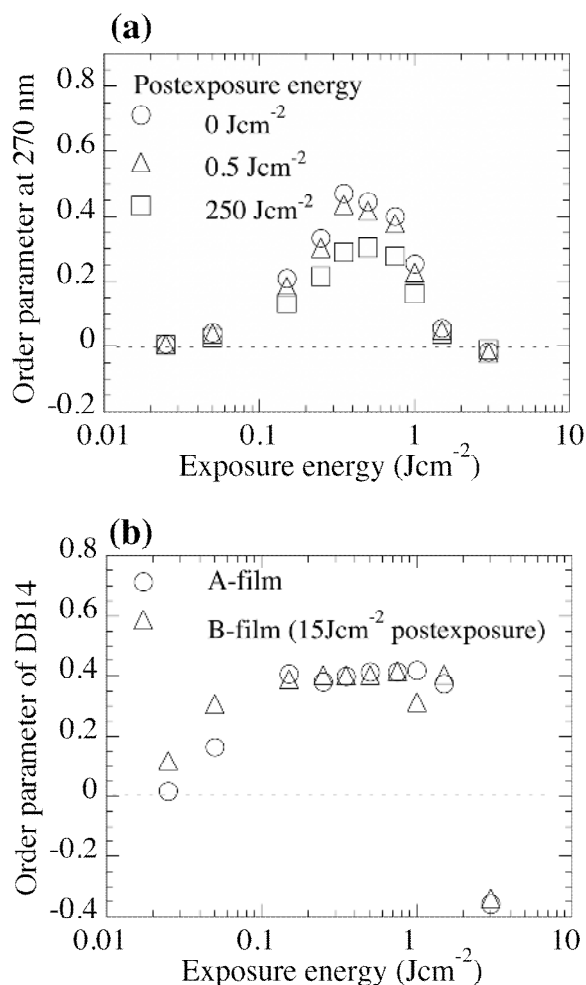 (a)
Order parameter at 270 nm
0.8
0.6
0.4
0.2
0
-0.2
Postexposure energy
0 Jcm⁻²
0.5 Jcm⁻²
250 Jcm⁻²
0.01
0.1
1
10
Exposure energy (Jcm⁻²)
(b)
Order parameter of DB14
0.8
0.6
0.4
0.2
0
-0.2
-0.4
A-film
B-film (15Jcm⁻² postexposure)
0.01
0.1
1
10
Exposure energy (Jcm⁻²)